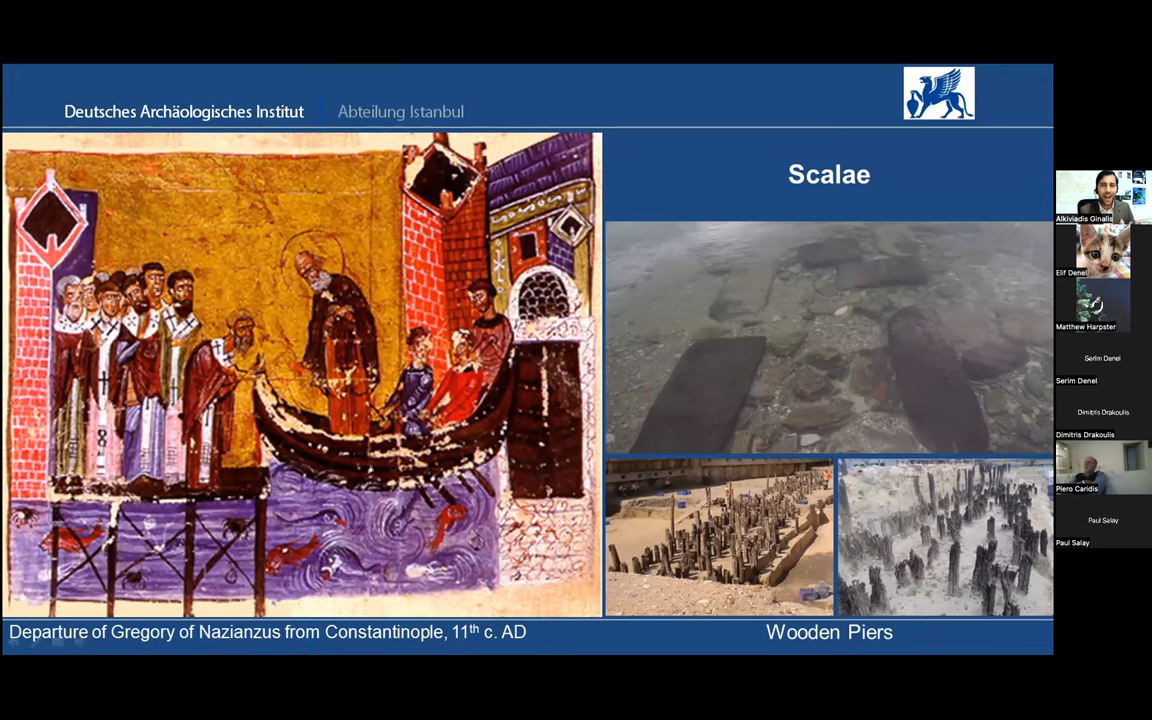 Deutsches Archäologisches Institut
Abteilung Istanbul
Scalae
Departure of Gregory of Nazianzus from Constantinople, 11th c. AD
Wooden Piers
Alkiviadis Ginalis
Elif Denel
Matthew Harpster
Serim Denel
Serim Denel
Dimitris Drakoulis
Dimitris Drakoulis
Piero Caridis
Paul Salay
Paul Salay